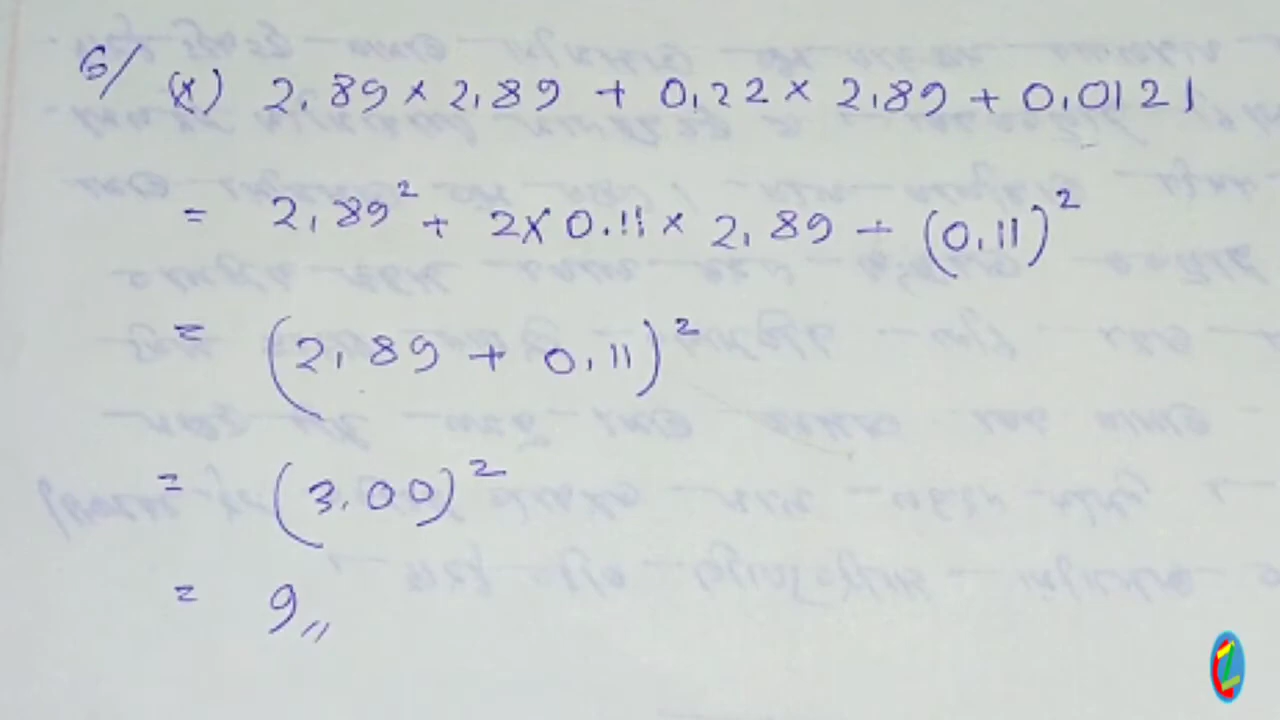 6/ (x) 2.89 × 2.89 + 0.22 × 2.89 + 0.0121
= 2.89² + 2 × 0.11 × 2.89 + (0.11)²
= (2.89 + 0.11)²
= (3.00)²
= 9,,